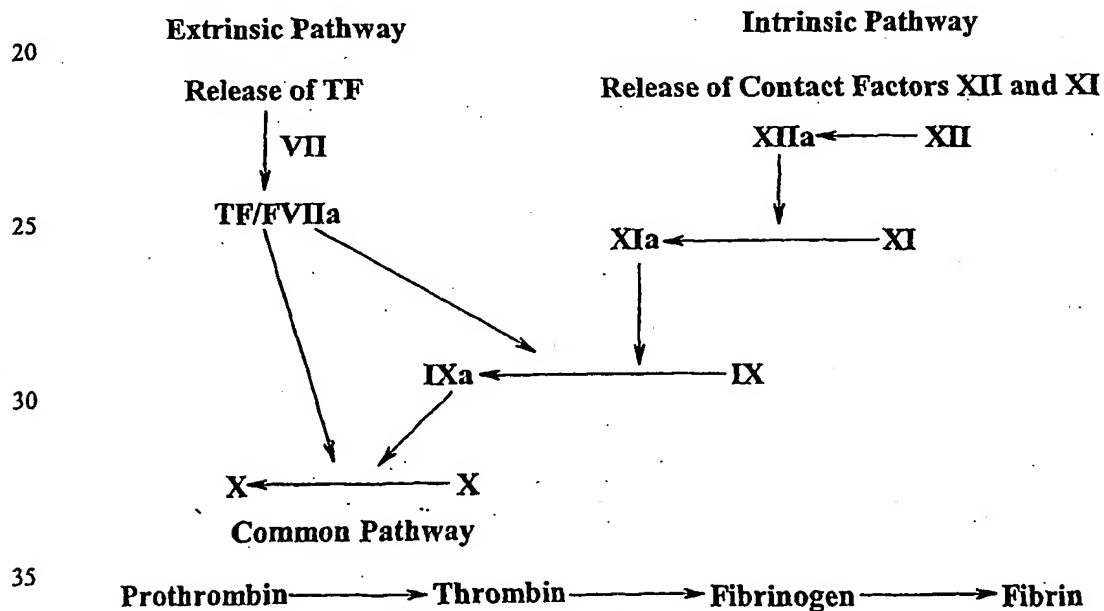 Extrinsic Pathway Intrinsic Pathway
20
Release of TF Release of Contact Factors XII and XI
VII XIIa XII
25 TF/FVIIa XIa XI
IXa IX
30
X X
Common Pathway
35 Prothrombin Thrombin Fibrinogen Fibrin